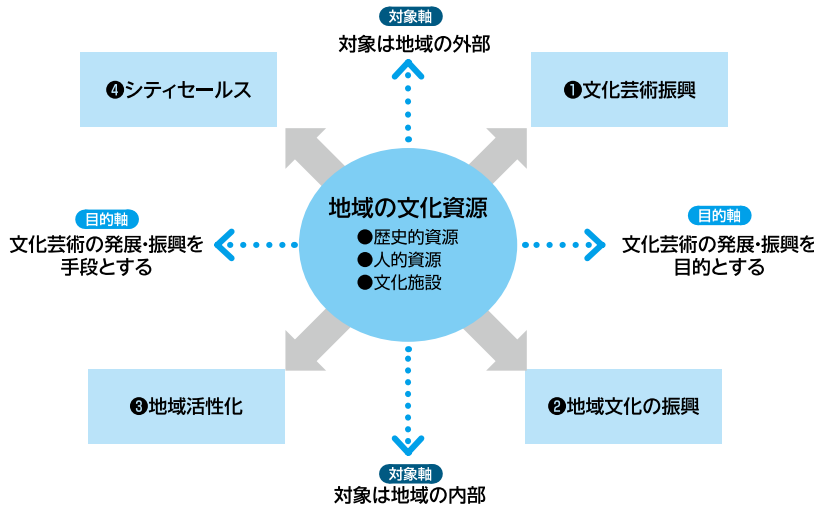 対象軸
対象は地域の外部
❹シティセールス
❶文化芸術振興
地域の文化資源
●歴史的資源
●人的資源
●文化施設
目的軸
文化芸術の発展・振興を
手段とする
目的軸
文化芸術の発展・振興を
目的とする
❸地域活性化
❷地域文化の振興
対象軸
対象は地域の内部